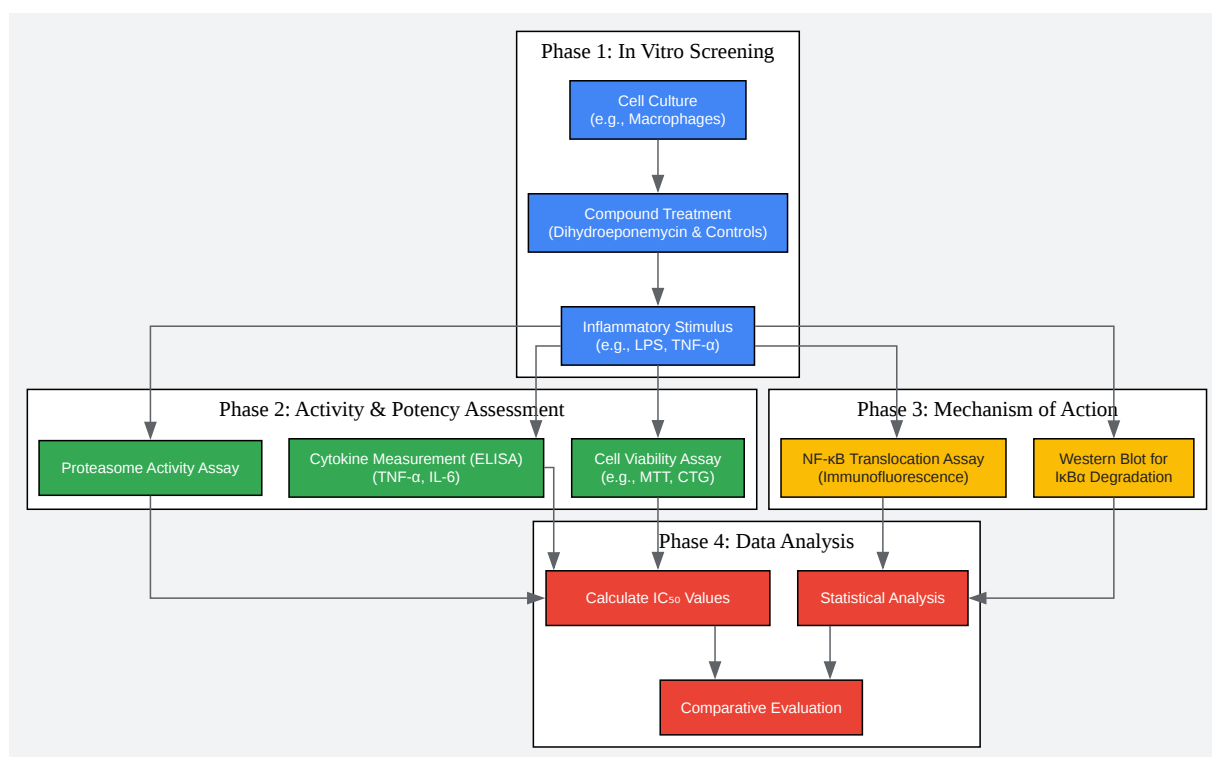 Phase 1: In Vitro Screening
Cell Culture
(e.g., Macrophages)
Compound Treatment
(Dihydroeponemycin & Controls)
Inflammatory Stimulus
(e.g., LPS, TNF-α)
Phase 2: Activity & Potency Assessment
Proteasome Activity Assay
Cytokine Measurement (ELISA)
(TNF-α, IL-6)
Cell Viability Assay
(e.g., MTT, CTG)
Phase 3: Mechanism of Action
NF-κB Translocation Assay
(Immunofluorescence)
Western Blot for
IκBα Degradation
Phase 4: Data Analysis
Calculate IC₅₀ Values
Statistical Analysis
Comparative Evaluation